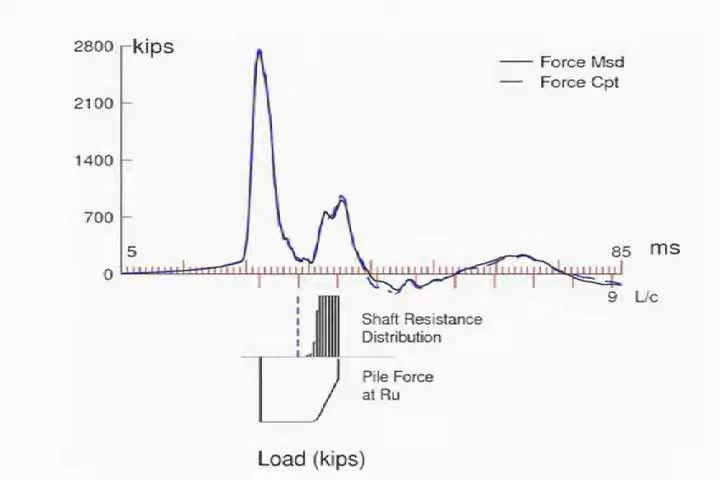 2800 kips
Force Msd
Force Cpt
2100
1400
700
5
85 ms
0
9 L/c
Shaft Resistance
Distribution
Pile Force
at Ru
Load (kips)